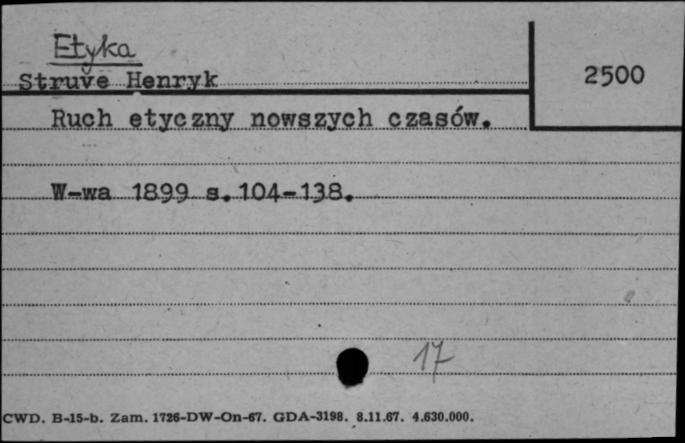 Etyka
Struve Henryk
2500
Ruch etyczny nowszych czasów.
W-wa 1899 s.104-138.
17
CWD. B-15-b. Zam. 1726-DW-On-67. GDA-3198. 8.11.67. 4.630.000.